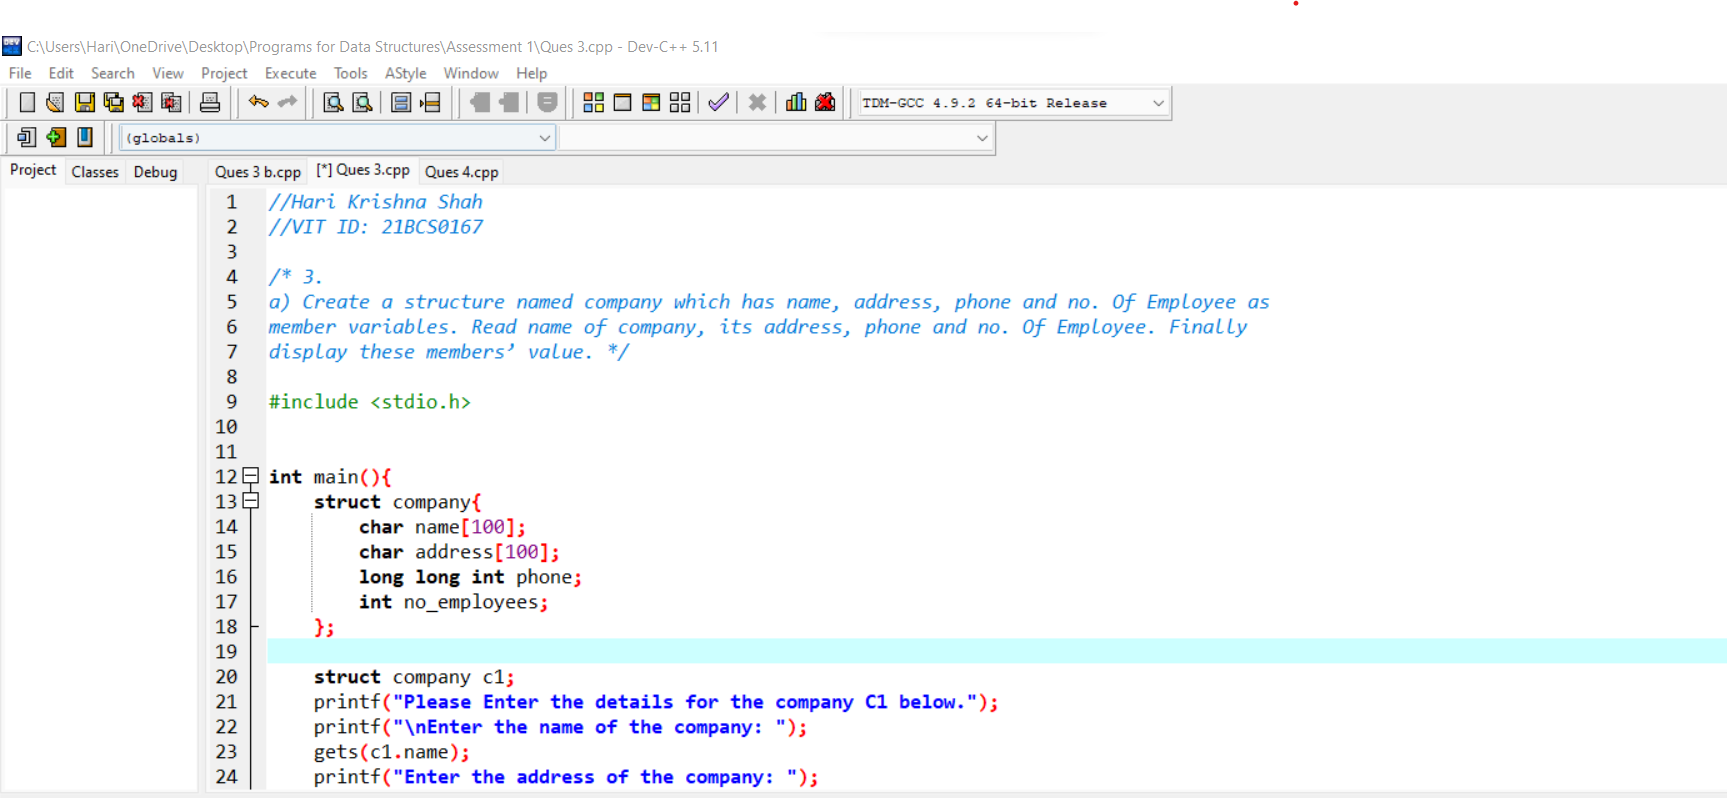 C:\Users\Hari\OneDrive\Desktop\Programs for Data Structures\Assessment 1\Ques 3.cpp - Dev-C++ 5.11
File Edit Search View Project Execute Tools AStyle Window Help
TDM-GCC 4.9.2 64-bit Release
(globals)
Project Classes Debug Ques 3 b.cpp [*] Ques 3.cpp Ques 4.cpp
1 //Hari Krishna Shah
2 //VIT ID: 21BCS0167
3
4 /* 3.
5 a) Create a structure named company which has name, address, phone and no. Of Employee as
6 member variables. Read name of company, its address, phone and no. Of Employee. Finally
7 display these members’ value. */
8
9 #include <stdio.h>
10
11
12 int main(){
13 struct company{
14 char name[100];
15 char address[100];
16 long long int phone;
17 int no_employees;
18 };
19
20 struct company c1;
21 printf("Please Enter the details for the company C1 below.");
22 printf("\nEnter the name of the company: ");
23 gets(c1.name);
24 printf("Enter the address of the company: ");